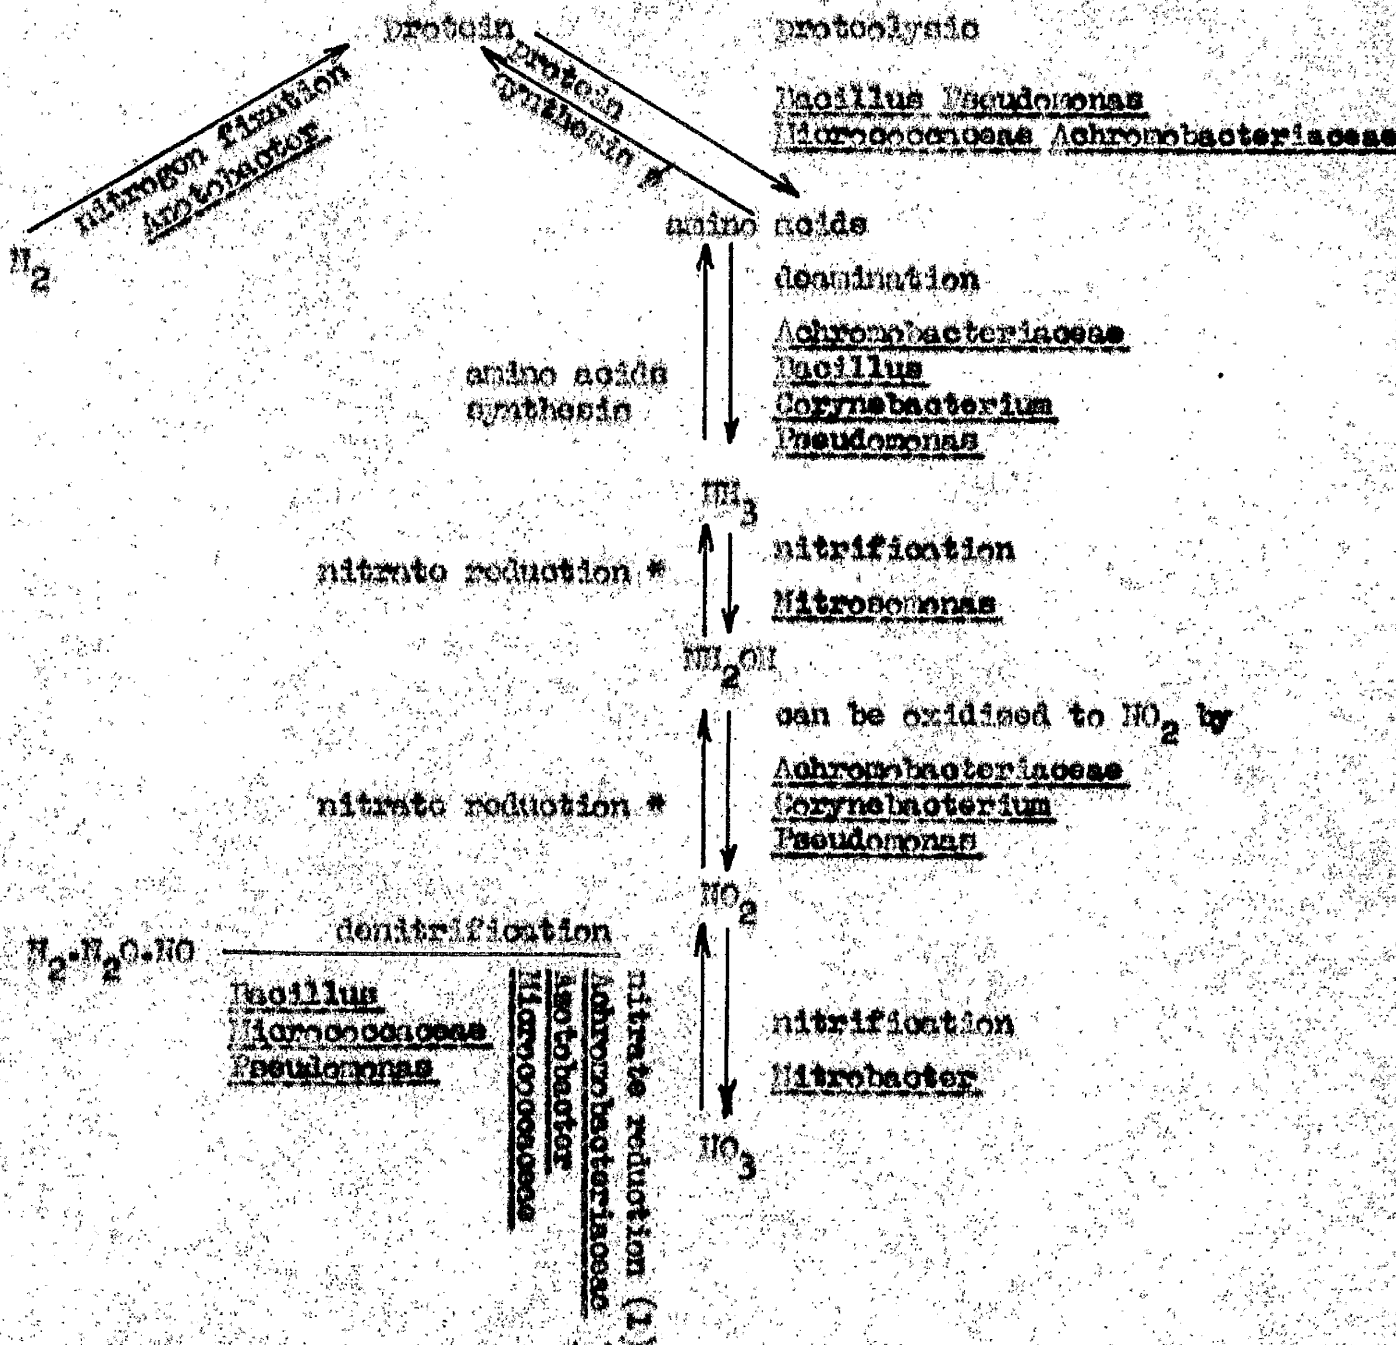 protein
proteolysis
protein
synthesis *
Bacillus Pseudomonas
Micrococcaceae Achromobacteriaceae
nitrogen fixation
Azotobacter
N2
amino acids
deamination
Achromobacteriaceae
Bacillus
Corynebacterium
Pseudomonas
amino acids
synthesis
NH3
nitrate reduction *
nitrification
Nitrosomonas
NH2OH
can be oxidised to NO2 by
Achromobacteriaceae
Corynebacterium
Pseudomonas
nitrate reduction *
NO2
denitrification
N2.N2O.NO
Bacillus
Micrococcaceae
Pseudomonas
nitrate reduction (1)
Achromobacteriaceae
Azotobacter
Micrococcaceae
nitrification
Nitrobacter
NO3